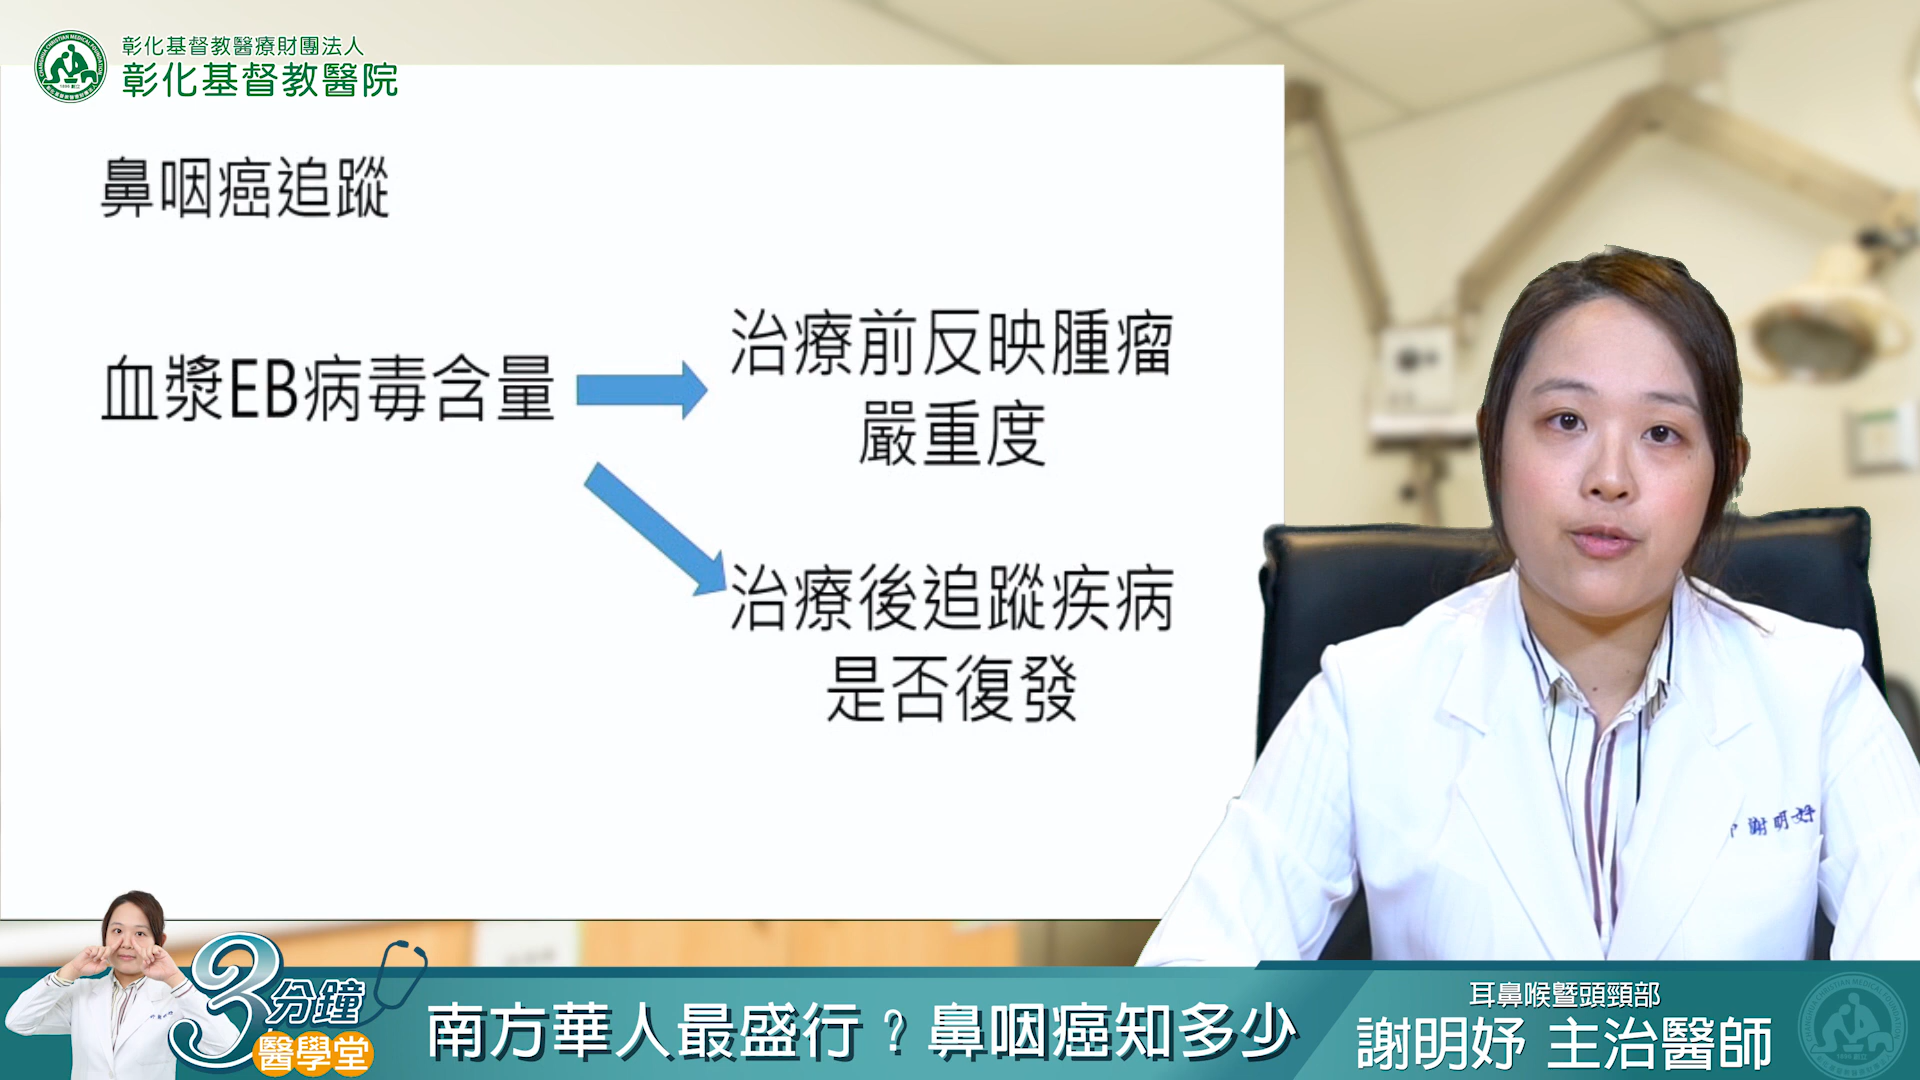 彰化基督教醫療財團法人
彰化基督教醫院
鼻咽癌追蹤
血漿EB病毒含量
治療前反映腫瘤
嚴重度
治療後追蹤疾病
是否復發
謝明妤
3分鐘
醫學堂
南方華人最盛行？鼻咽癌知多少
耳鼻喉暨頭頸部
謝明妤 主治醫師